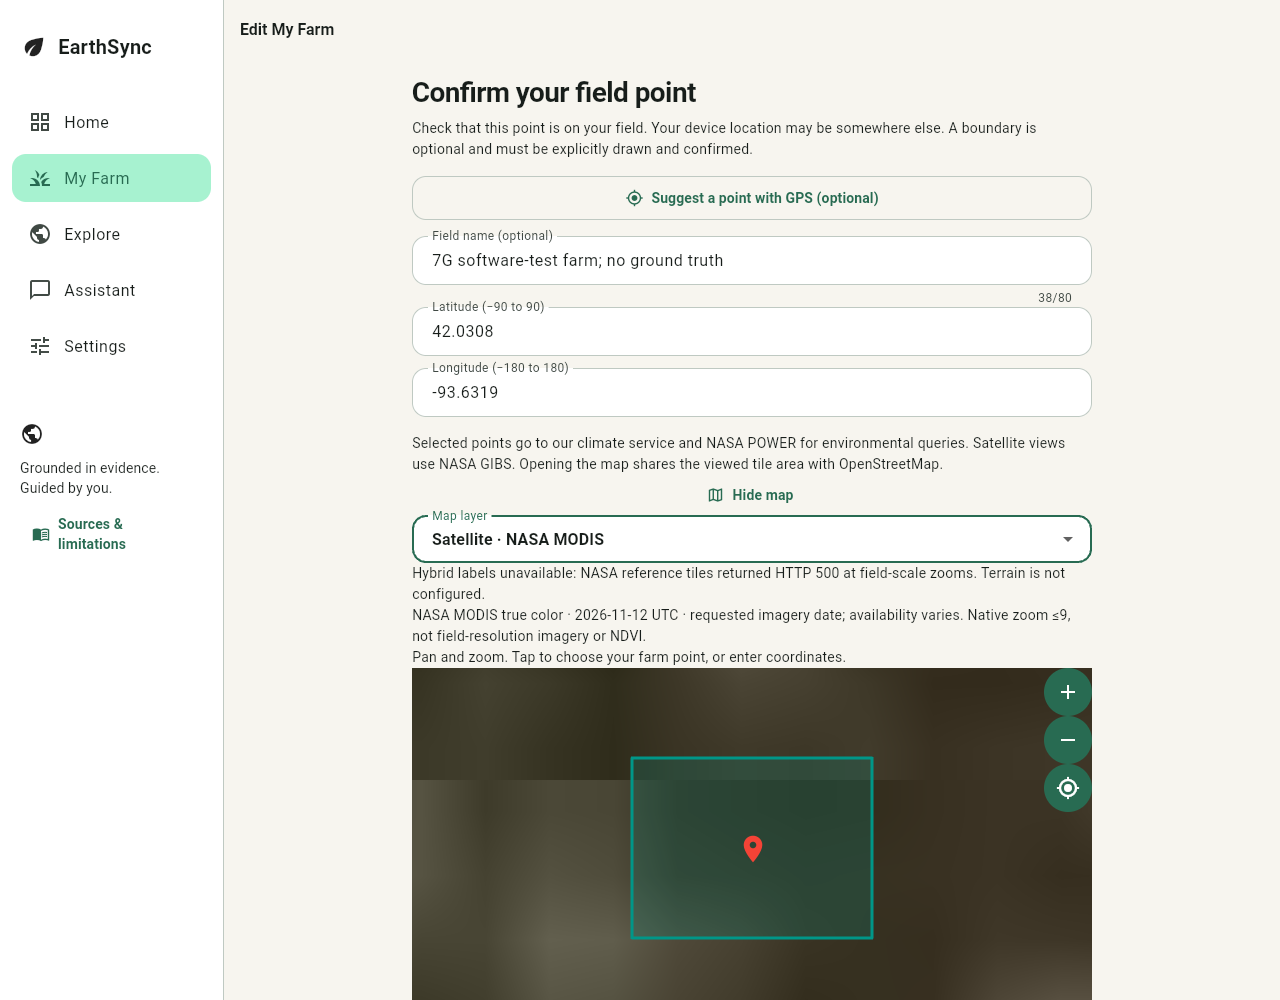 EarthSync
Home
My Farm
Explore
Assistant
Settings
Grounded in evidence.
Guided by you.
Sources &
limitations
Edit My Farm
Confirm your field point
Check that this point is on your field. Your device location may be somewhere else. A boundary is
optional and must be explicitly drawn and confirmed.
Suggest a point with GPS (optional)
Field name (optional)
7G software-test farm; no ground truth
38/80
Latitude (−90 to 90)
42.0308
Longitude (−180 to 180)
-93.6319
Selected points go to our climate service and NASA POWER for environmental queries. Satellite views
use NASA GIBS. Opening the map shares the viewed tile area with OpenStreetMap.
Hide map
Map layer
Satellite · NASA MODIS
Hybrid labels unavailable: NASA reference tiles returned HTTP 500 at field-scale zooms. Terrain is not
configured.
NASA MODIS true color · 2026-11-12 UTC · requested imagery date; availability varies. Native zoom ≤9,
not field-resolution imagery or NDVI.
Pan and zoom. Tap to choose your farm point, or enter coordinates.